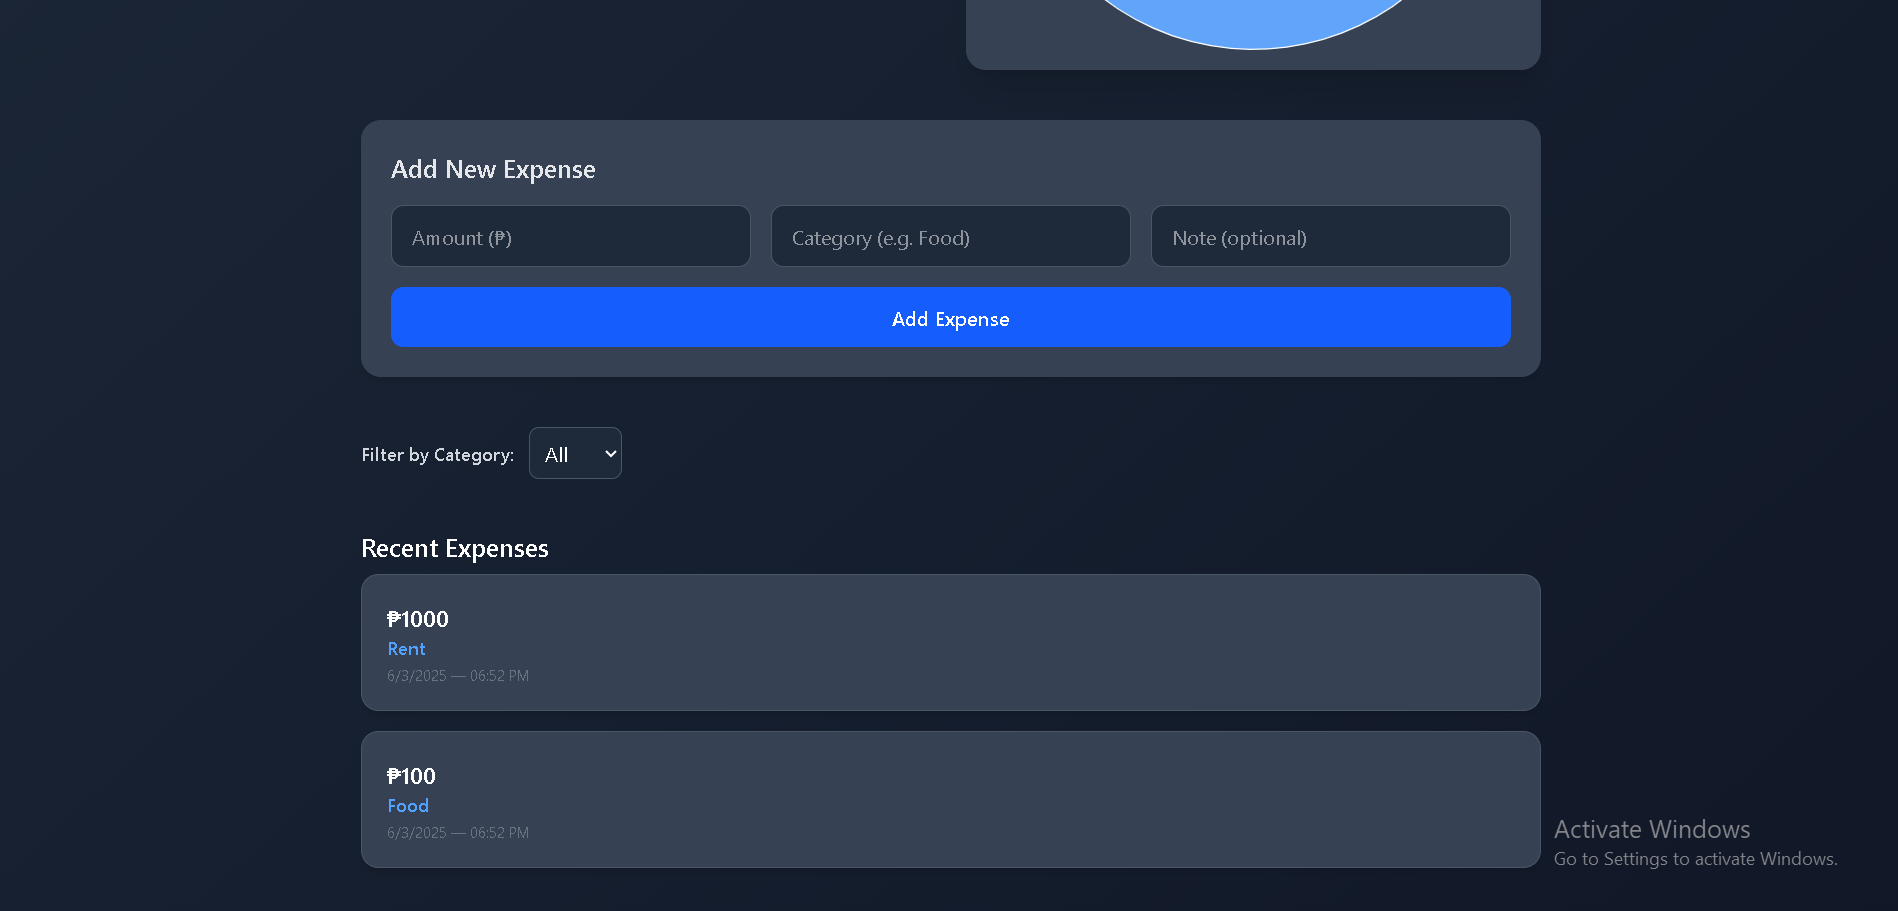 Add New Expense
Amount (₱)
Category (e.g. Food)
Note (optional)
Add Expense
Filter by Category:
All
Recent Expenses
₱1000
Rent
6/3/2025 — 06:52 PM
₱100
Food
6/3/2025 — 06:52 PM
Activate Windows
Go to Settings to activate Windows.